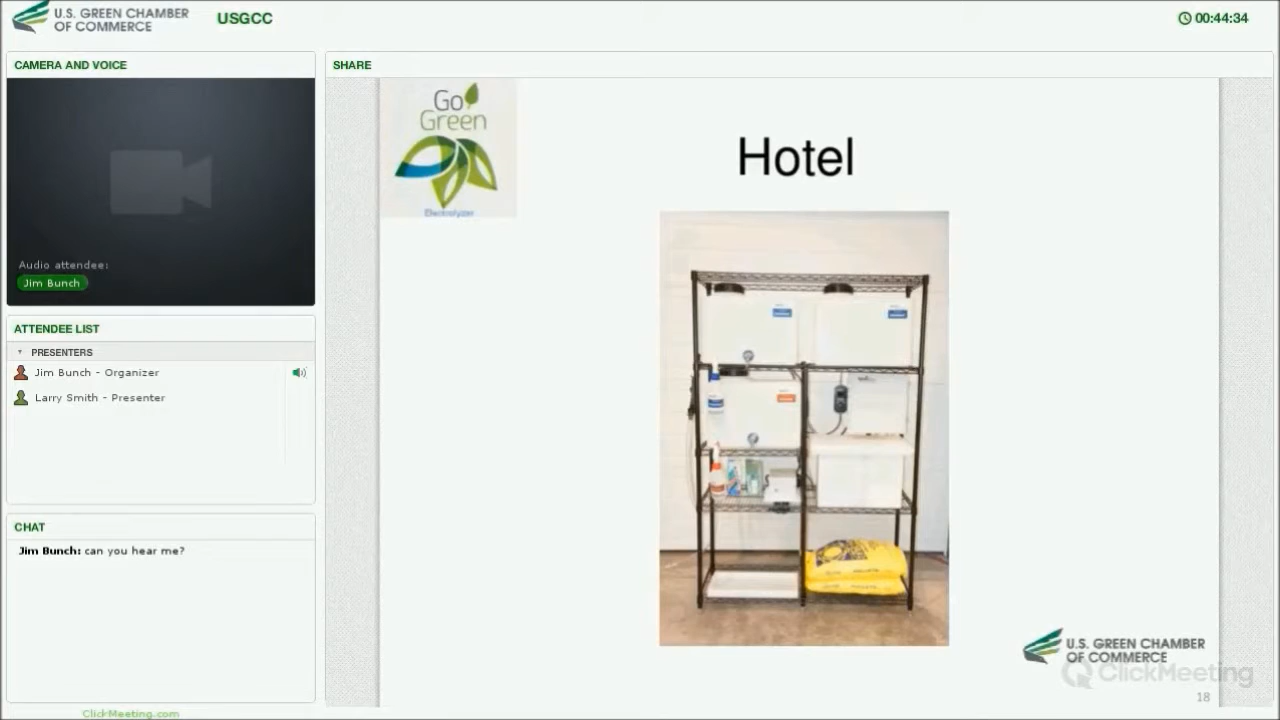 U.S. GREEN CHAMBER
OF COMMERCE
USGCC
00:44:34
CAMERA AND VOICE
Audio attendee:
Jim Bunch
ATTENDEE LIST
PRESENTERS
Jim Bunch - Organizer
Larry Smith - Presenter
CHAT
Jim Bunch: can you hear me?
ClickMeeting.com
SHARE
Go
Green
Electrolyzer
Hotel
U.S. GREEN CHAMBER
OF COMMERCE
ClickMeeting
18